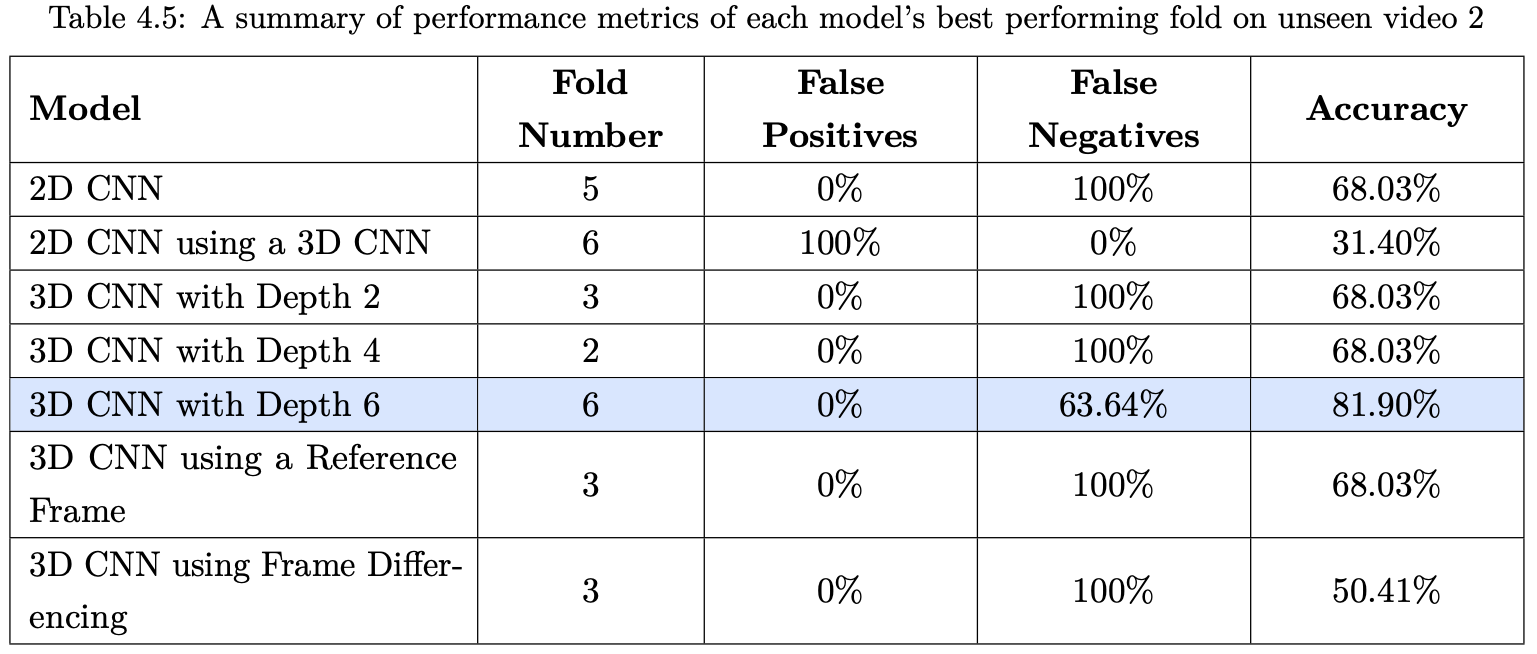 Table 4.5: A summary of performance metrics of each model's best performing fold on unseen video 2
Model Fold Number False Positives False Negatives Accuracy
2D CNN 5 0% 100% 68.03%
2D CNN using a 3D CNN 6 100% 0% 31.40%
3D CNN with Depth 2 3 0% 100% 68.03%
3D CNN with Depth 4 2 0% 100% 68.03%
3D CNN with Depth 6 6 0% 63.64% 81.90%
3D CNN using a Reference
Frame 3 0% 100% 68.03%
3D CNN using Frame Differ-
encing 3 0% 100% 50.41%